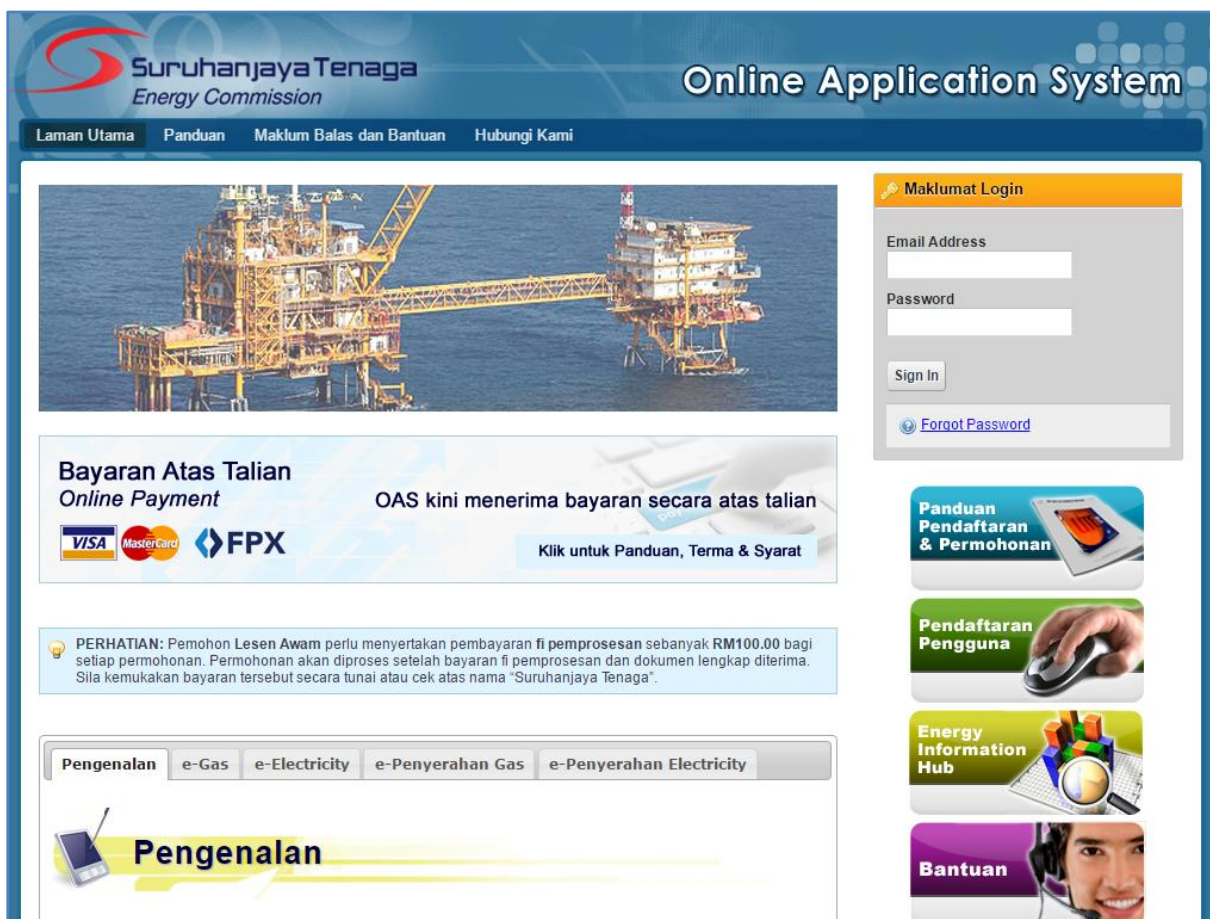 Suruhanjaya Tenaga
Energy Commission
Online Application System
Laman Utama Panduan Maklum Balas dan Bantuan Hubungi Kami
Maklumat Login
Email Address
Password
Sign In
Forgot Password
Bayaran Atas Talian
Online Payment
OAS kini menerima bayaran secara atas talian
VISA MasterCard FPX
Klik untuk Panduan, Terma & Syarat
PERHATIAN: Pemohon Lesen Awam perlu menyertakan pembayaran fi pemprosesan sebanyak RM100.00 bagi
setiap permohonan. Permohonan akan diproses setelah bayaran fi pemprosesan dan dokumen lengkap diterima.
Sila kemukakan bayaran tersebut secara tunai atau cek atas nama “Suruhanjaya Tenaga”.
Pengenalan e-Gas e-Electricity e-Penyerahan Gas e-Penyerahan Electricity
Pengenalan
Panduan
Pendaftaran
& Permohonan
Pendaftaran
Pengguna
Energy
Information
Hub
Bantuan